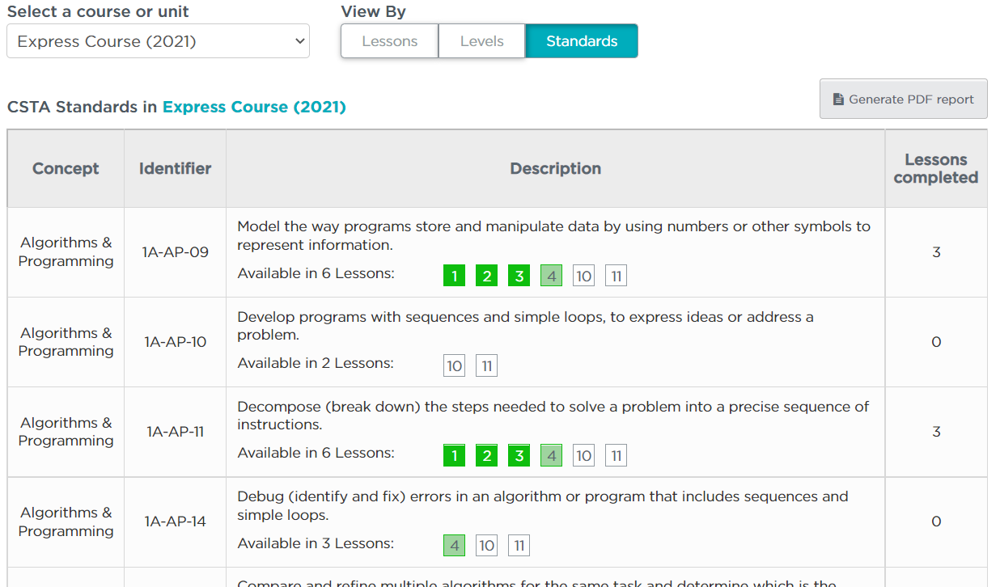 Select a course or unit
View By
Express Course (2021)
Lessons
Levels
Standards
CSTA Standards in Express Course (2021)
Generate PDF report
Concept
Identifier
Description
Lessons
completed
Algorithms &
Programming
1A-AP-09
Model the way programs store and manipulate data by using numbers or other symbols to
represent information.
Available in 6 Lessons:
1 2 3 4 10 11
3
Algorithms &
Programming
1A-AP-10
Develop programs with sequences and simple loops, to express ideas or address a
problem.
Available in 2 Lessons:
10 11
0
Algorithms &
Programming
1A-AP-11
Decompose (break down) the steps needed to solve a problem into a precise sequence of
instructions.
Available in 6 Lessons:
1 2 3 4 10 11
3
Algorithms &
Programming
1A-AP-14
Debug (identify and fix) errors in an algorithm or program that includes sequences and
simple loops.
Available in 3 Lessons:
4 10 11
0
Compare and refine multiple algorithms for the same task and determine which is the